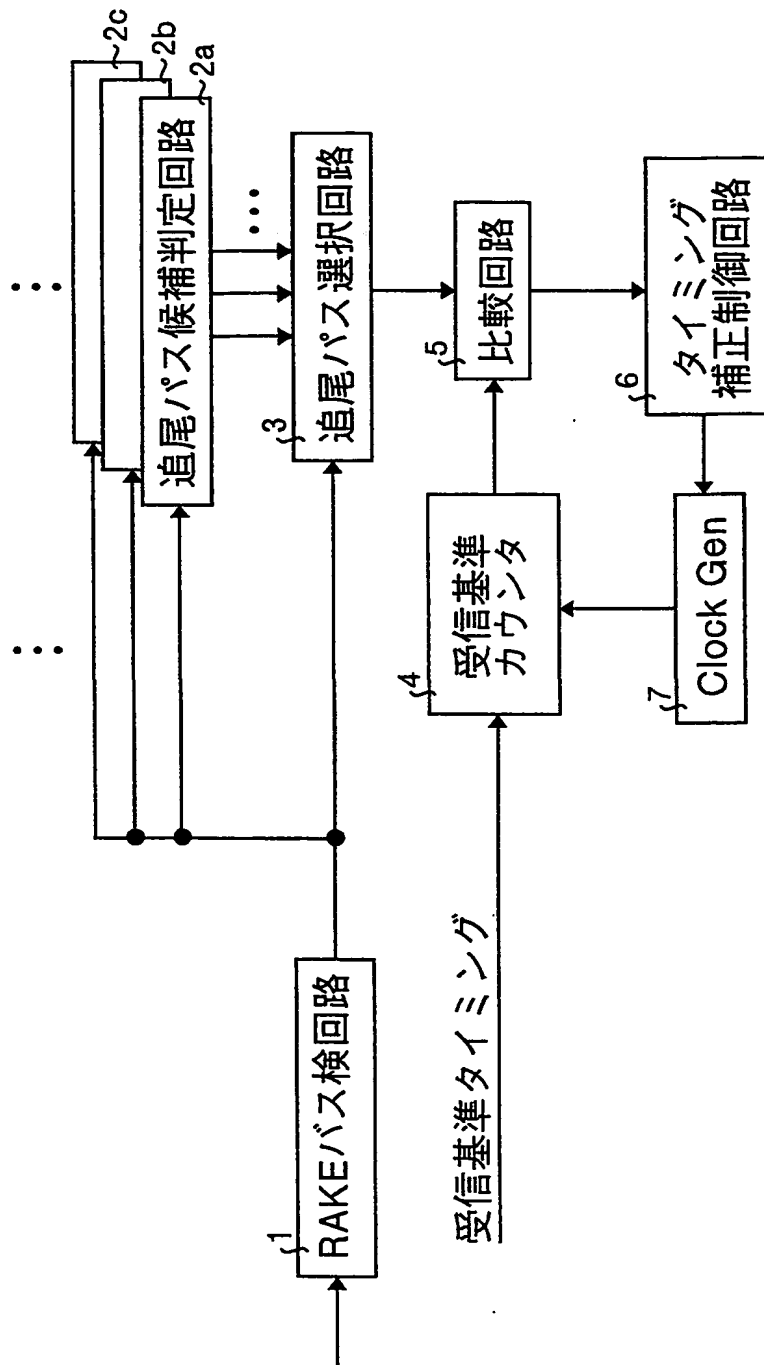 1
RAKEバス検回路
2c
2b
2a
追尾パス候補判定回路
3
追尾パス選択回路
受信基準タイミング
4
受信基準
カウンタ
5
比較回路
6
タイミング
補正制御回路
7
Clock Gen